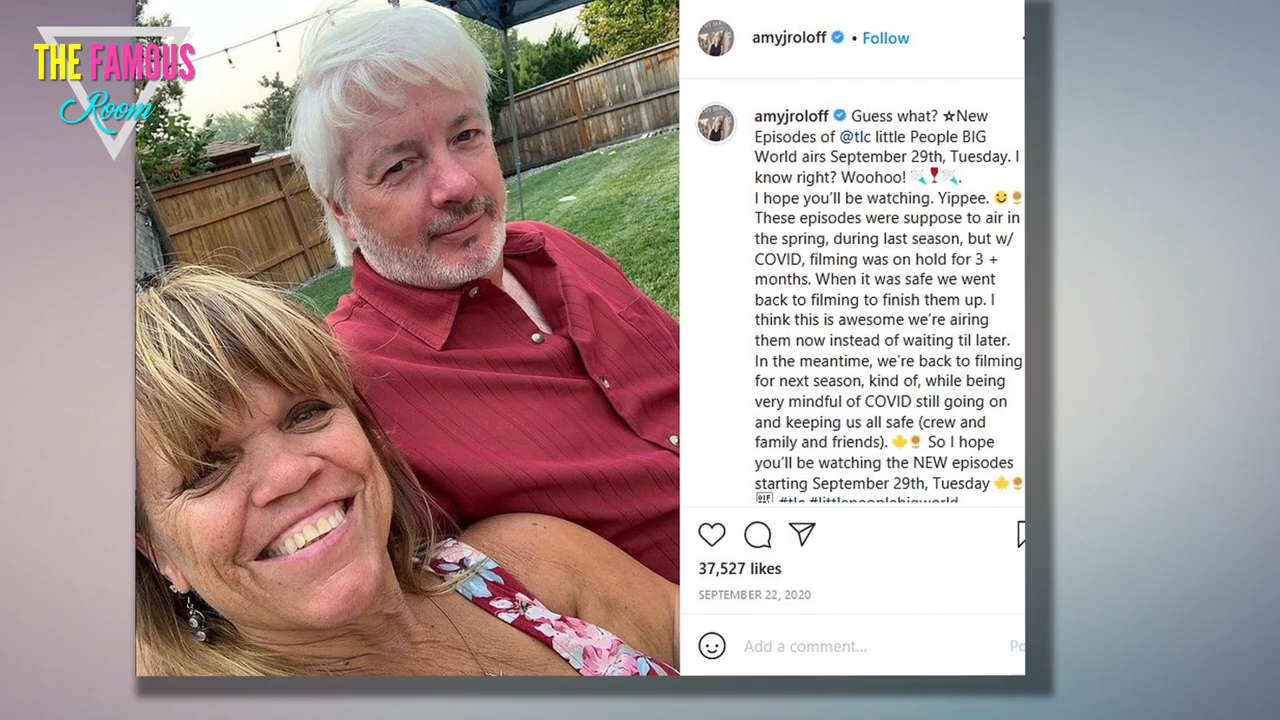 THE FAMOUS
Room
amyjroloff • Follow
amyjroloff Guess what? ☆New
Episodes of @tlc little People BIG
World airs September 29th, Tuesday. I
know right? Woohoo! 🍾🍷🍾.
I hope you'll be watching. Yippee. 🙂🌻
These episodes were suppose to air in
the spring, during last season, but w/
COVID, filming was on hold for 3 +
months. When it was safe we went
back to filming to finish them up. I
think this is awesome we're airing
them now instead of waiting til later.
In the meantime, we're back to filming
for next season, kind of, while being
very mindful of COVID still going on
and keeping us all safe (crew and
family and friends). 🍁🌻 So I hope
you'll be watching the NEW episodes
starting September 29th, Tuesday 🍁🌻
#tlc #littlepeoplebigworld
37,527 likes
SEPTEMBER 22, 2020
Add a comment...